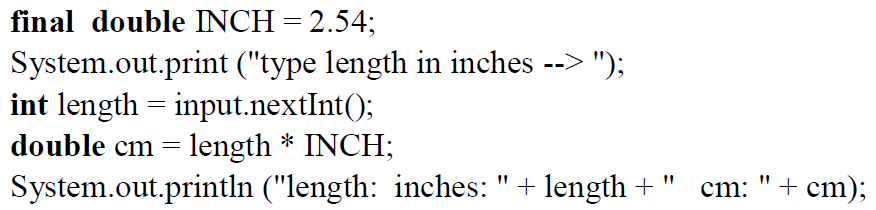 final double INCH = 2.54;
System.out.print ("type length in inches --> ");
int length = input.nextInt();
double cm = length * INCH;
System.out.println ("length:  inches: " + length + "   cm: " + cm);